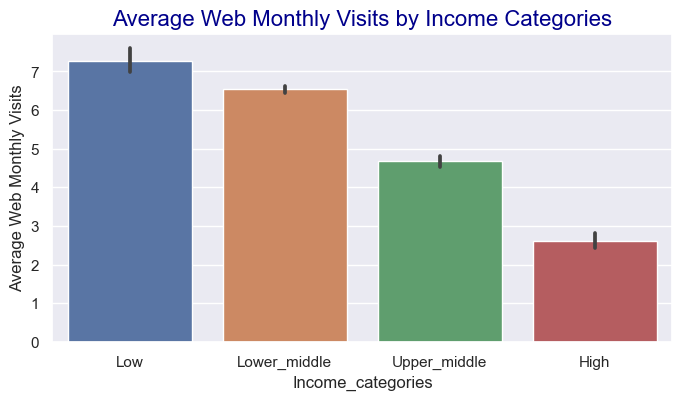 Average Web Monthly Visits by Income Categories
Average Web Monthly Visits
7
6
5
4
3
2
1
0
Low Lower_middle Upper_middle High
Income_categories